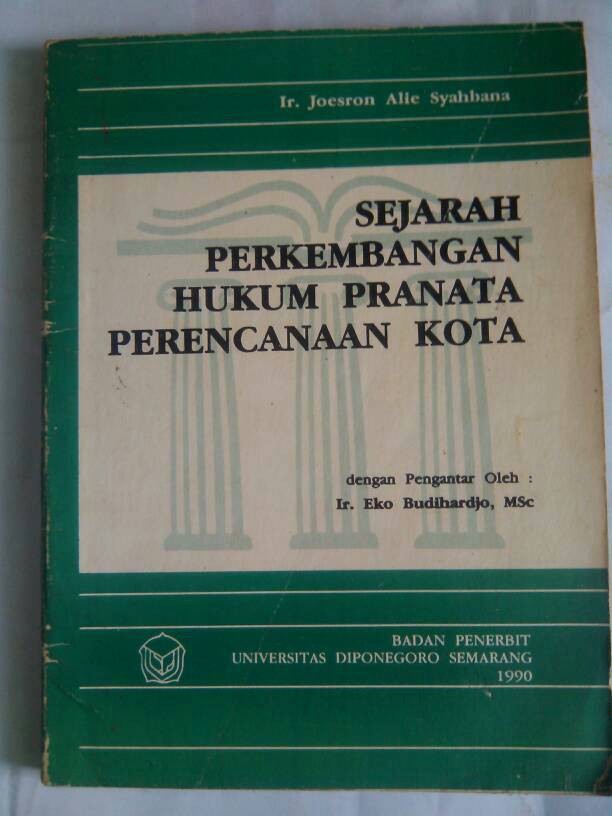 Ir. Joesron Alie Syahbana
SEJARAH
PERKEMBANGAN
HUKUM PRANATA
PERENCANAAN KOTA
dengan Pengantar Oleh :
Ir. Eko Budihardjo, MSc
BADAN PENERBIT
UNIVERSITAS DIPONEGORO SEMARANG
1990